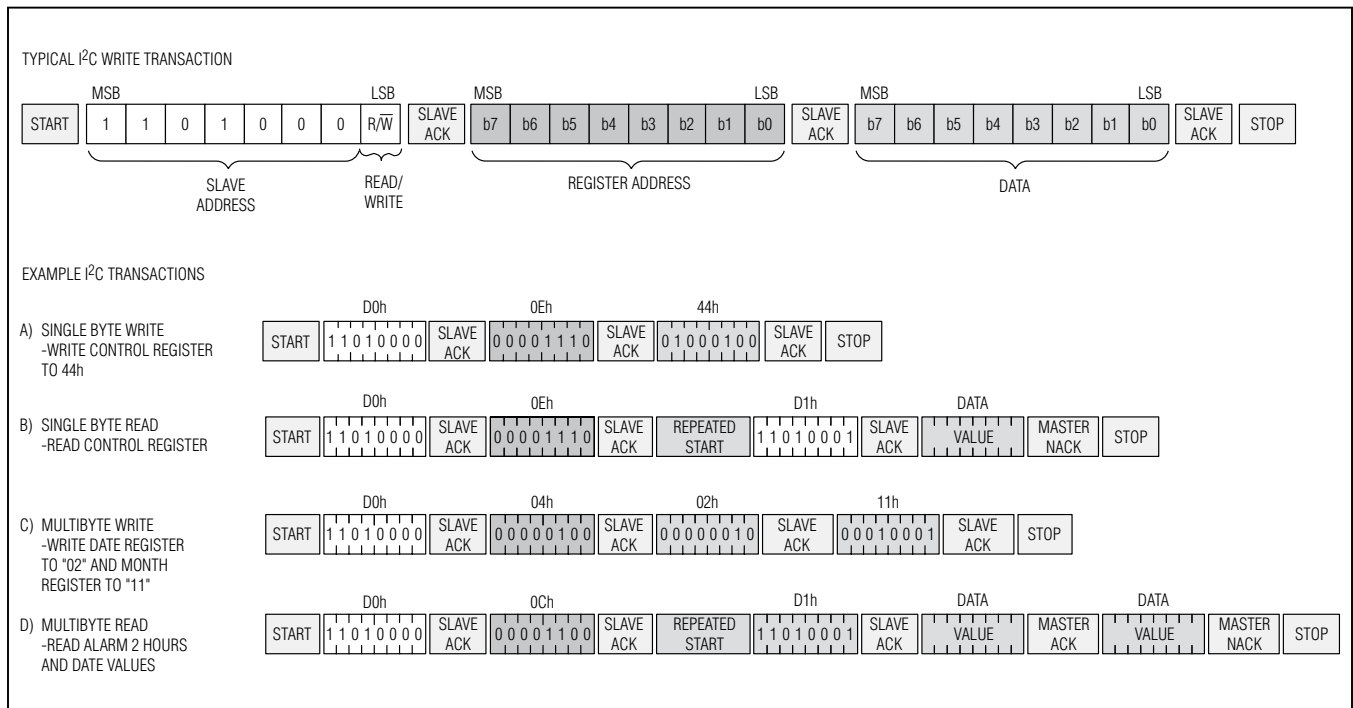 TYPICAL I2C WRITE TRANSACTION
MSB LSB MSB LSB MSB LSB
START 1 1 0 1 0 0 0 R/W̅ SLAVE ACK b7 b6 b5 b4 b3 b2 b1 b0 SLAVE ACK b7 b6 b5 b4 b3 b2 b1 b0 SLAVE ACK STOP
SLAVE ADDRESS READ/WRITE REGISTER ADDRESS DATA
EXAMPLE I2C TRANSACTIONS
D0h 0Eh 44h
A) SINGLE BYTE WRITE
-WRITE CONTROL REGISTER
TO 44h
START 11010000 SLAVE ACK 00001110 SLAVE ACK 01000100 SLAVE ACK STOP
D0h 0Eh D1h DATA
B) SINGLE BYTE READ
-READ CONTROL REGISTER
START 11010000 SLAVE ACK 00001110 SLAVE ACK REPEATED START 11010001 SLAVE ACK VALUE MASTER NACK STOP
D0h 04h 02h 11h
C) MULTIBYTE WRITE
-WRITE DATE REGISTER
TO "02" AND MONTH
REGISTER TO "11"
START 11010000 SLAVE ACK 00000100 SLAVE ACK 00000010 SLAVE ACK 00010001 SLAVE ACK STOP
D0h 0Ch D1h DATA DATA
D) MULTIBYTE READ
-READ ALARM 2 HOURS
AND DATE VALUES
START 11010000 SLAVE ACK 00001100 SLAVE ACK REPEATED START 11010001 SLAVE ACK VALUE MASTER ACK VALUE MASTER NACK STOP